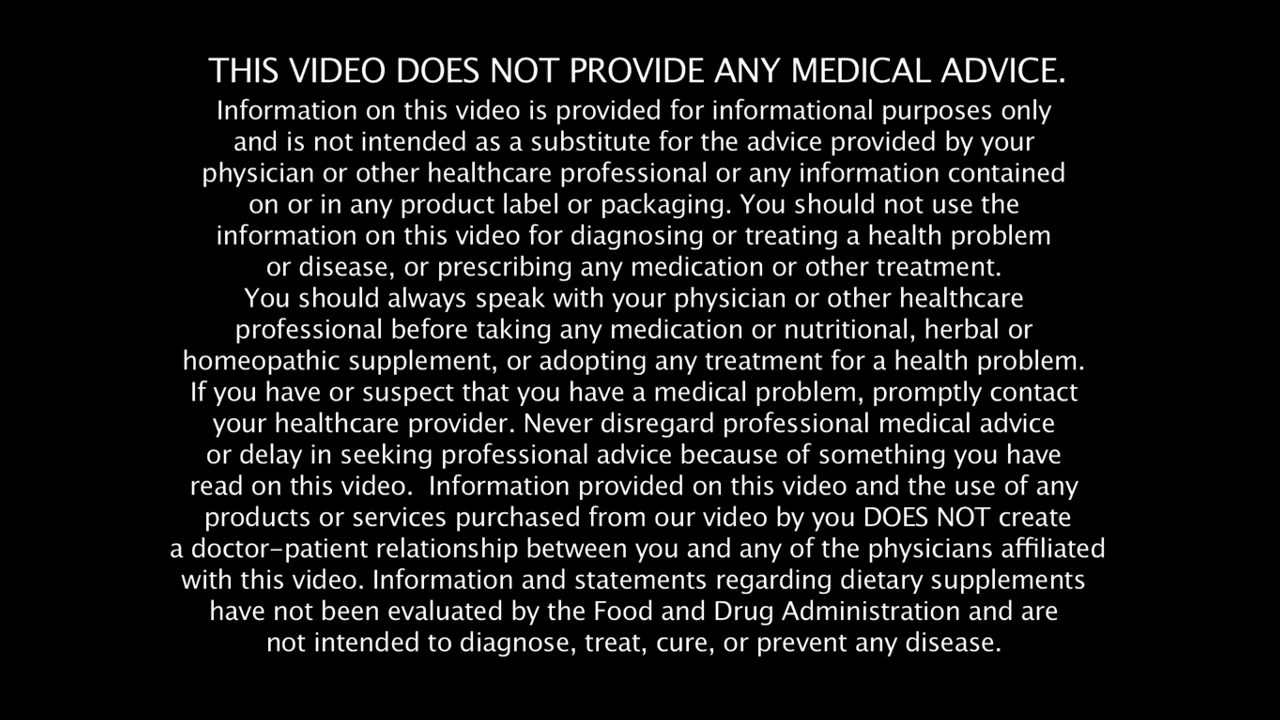 THIS VIDEO DOES NOT PROVIDE ANY MEDICAL ADVICE.
Information on this video is provided for informational purposes only
and is not intended as a substitute for the advice provided by your
physician or other healthcare professional or any information contained
on or in any product label or packaging. You should not use the
information on this video for diagnosing or treating a health problem
or disease, or prescribing any medication or other treatment.
You should always speak with your physician or other healthcare
professional before taking any medication or nutritional, herbal or
homeopathic supplement, or adopting any treatment for a health problem.
If you have or suspect that you have a medical problem, promptly contact
your healthcare provider. Never disregard professional medical advice
or delay in seeking professional advice because of something you have
read on this video.  Information provided on this video and the use of any
products or services purchased from our video by you DOES NOT create
a doctor–patient relationship between you and any of the physicians affiliated
with this video. Information and statements regarding dietary supplements
have not been evaluated by the Food and Drug Administration and are
not intended to diagnose, treat, cure, or prevent any disease.